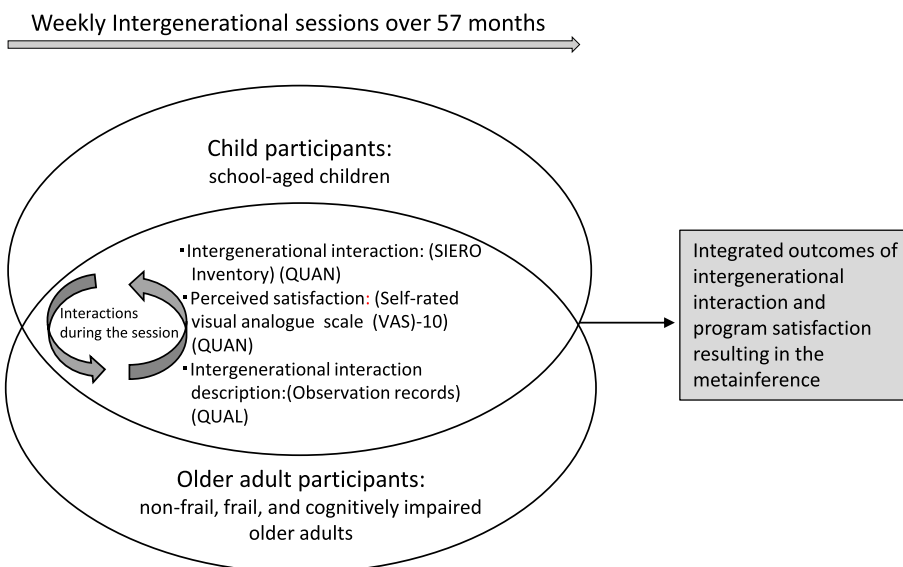 Weekly Intergenerational sessions over 57 months
Child participants:
school-aged children
▪Intergenerational interaction: (SIERO
Inventory) (QUAN)
▪Perceived satisfaction: (Self-rated
visual analogue scale (VAS)-10)
(QUAN)
▪Intergenerational interaction
description:(Observation records)
(QUAL)
Interactions
during the session
Older adult participants:
non-frail, frail, and cognitively impaired
older adults
Integrated outcomes of
intergenerational
interaction and
program satisfaction
resulting in the
metainference